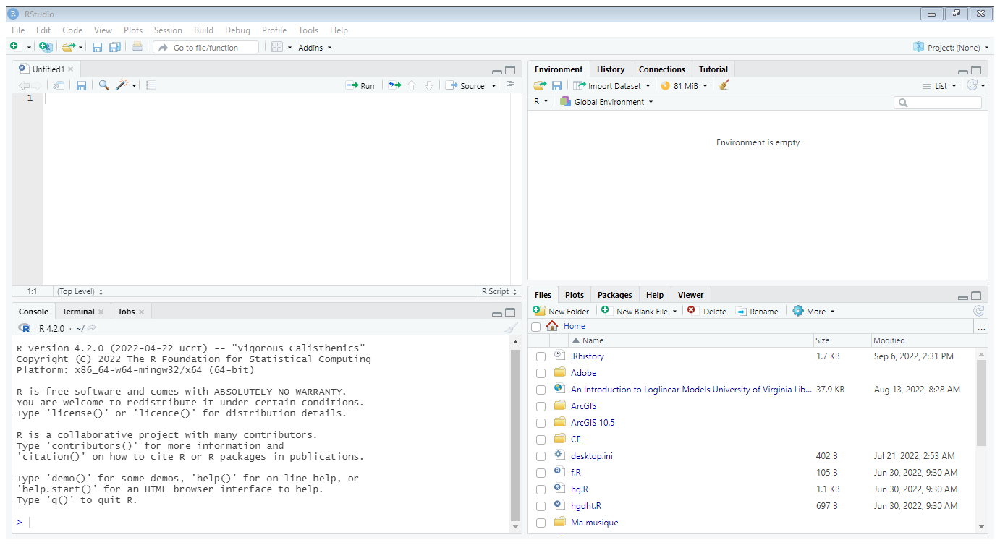 RStudio
File Edit Code View Plots Session Build Debug Profile Tools Help
Go to file/function Addins Project: (None)
Untitled1
Run Source
1
1:1 (Top Level) R Script
Console Terminal Jobs
R 4.2.0 · ~/
R version 4.2.0 (2022-04-22 ucrt) -- "Vigorous Calisthenics"
Copyright (C) 2022 The R Foundation for Statistical Computing
Platform: x86_64-w64-mingw32/x64 (64-bit)
R is free software and comes with ABSOLUTELY NO WARRANTY.
You are welcome to redistribute it under certain conditions.
Type 'license()' or 'licence()' for distribution details.
R is a collaborative project with many contributors.
Type 'contributors()' for more information and
'citation()' on how to cite R or R packages in publications.
Type 'demo()' for some demos, 'help()' for on-line help, or
'help.start()' for an HTML browser interface to help.
Type 'q()' to quit R.
>
Environment History Connections Tutorial
Import Dataset 81 MiB List
R Global Environment
Environment is empty
Files Plots Packages Help Viewer
New Folder New Blank File Delete Rename More
Home ...
Name Size Modified
.Rhistory 1.7 KB Sep 6, 2022, 2:31 PM
Adobe
An Introduction to Loglinear Models University of Virginia Lib... 37.9 KB Aug 13, 2022, 8:28 AM
ArcGIS
ArcGIS 10.5
CE
desktop.ini 402 B Jul 21, 2022, 2:53 AM
f.R 105 B Jun 30, 2022, 9:30 AM
hg.R 1.1 KB Jun 30, 2022, 9:30 AM
hgdht.R 697 B Jun 30, 2022, 9:30 AM
Ma musique